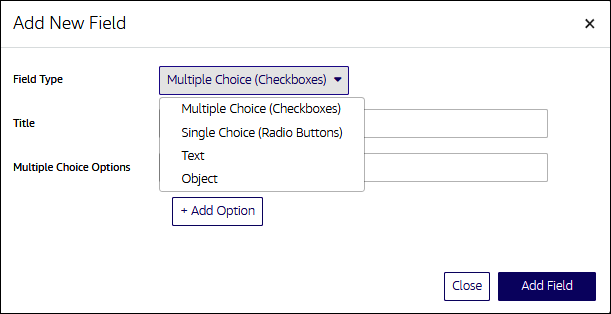 Add New Field
×
Field Type
Multiple Choice (Checkboxes)
Multiple Choice (Checkboxes)
Single Choice (Radio Buttons)
Text
Object
Title
Multiple Choice Options
+ Add Option
Close
Add Field